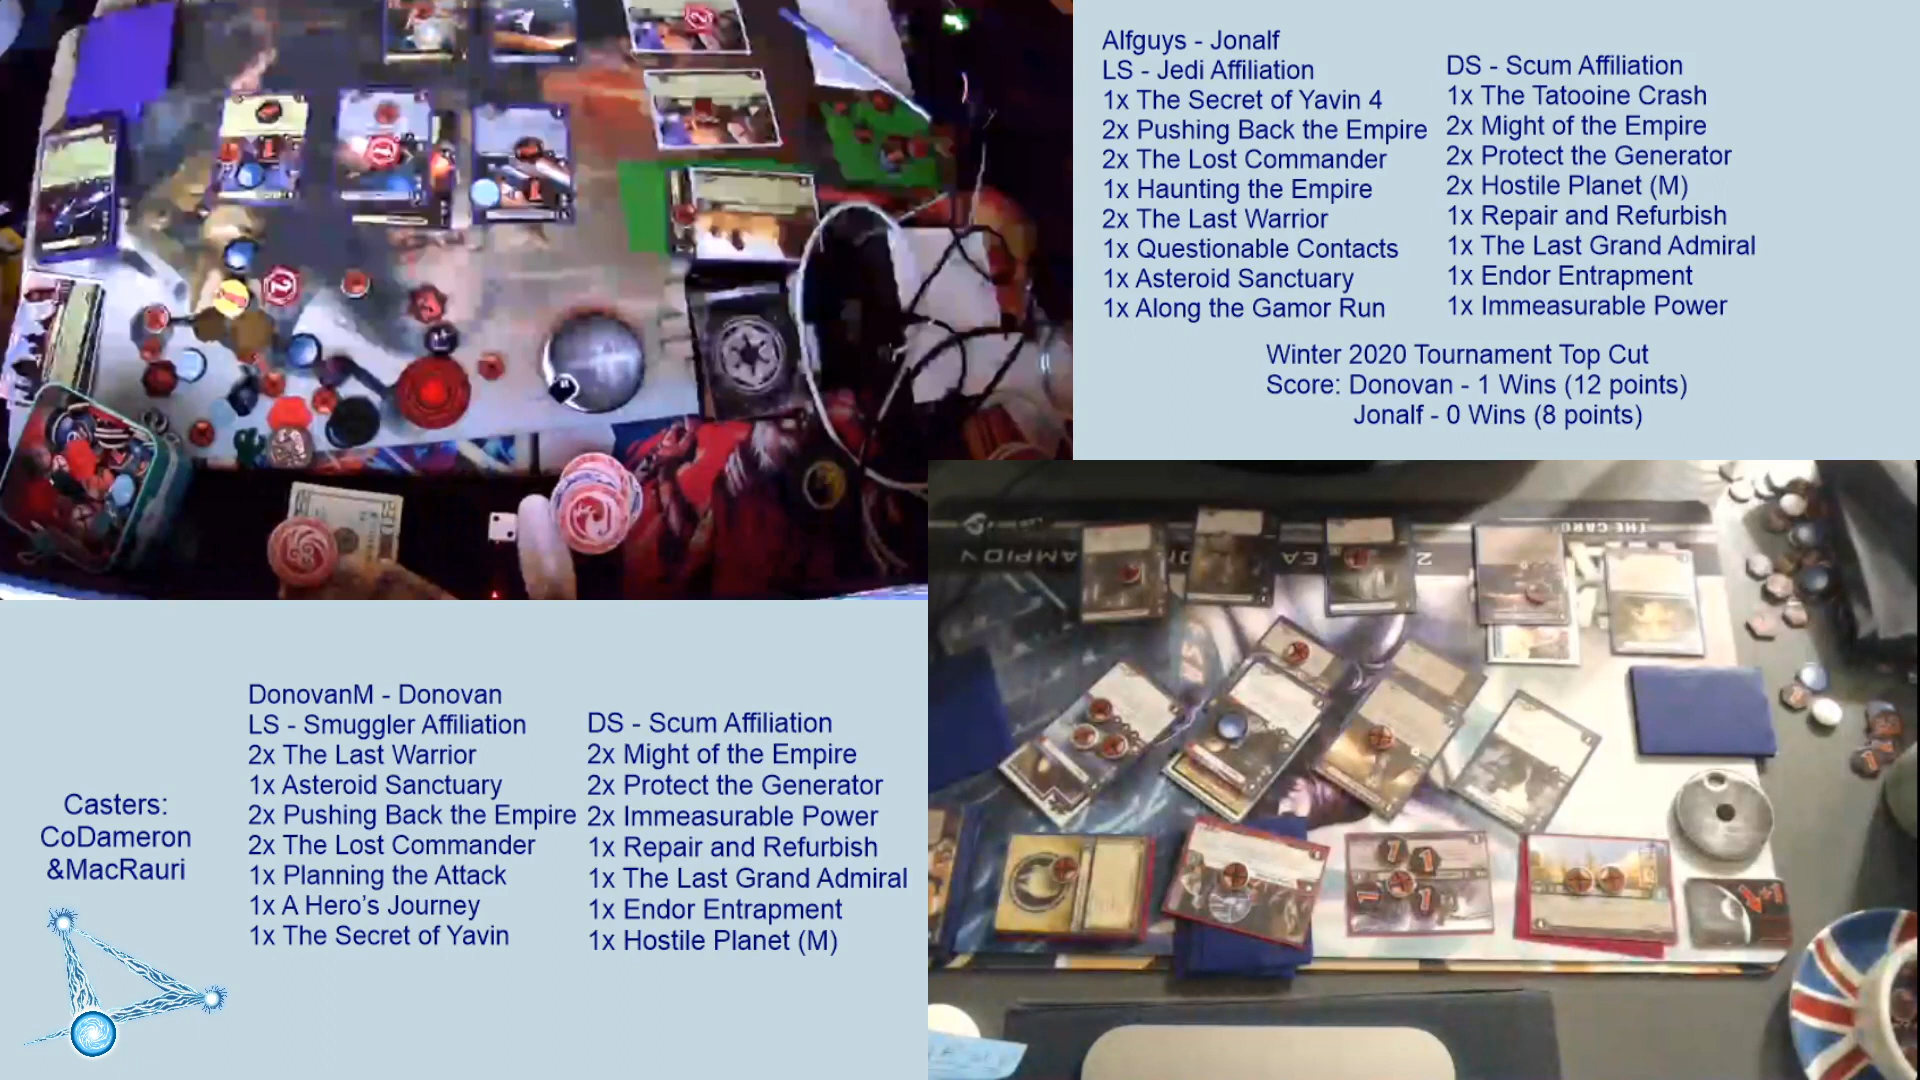 Alfguys - Jonalf
LS - Jedi Affiliation
1x The Secret of Yavin 4
2x Pushing Back the Empire
2x The Lost Commander
1x Haunting the Empire
2x The Last Warrior
1x Questionable Contacts
1x Asteroid Sanctuary
1x Along the Gamor Run
DS - Scum Affiliation
1x The Tatooine Crash
2x Might of the Empire
2x Protect the Generator
2x Hostile Planet (M)
1x Repair and Refurbish
1x The Last Grand Admiral
1x Endor Entrapment
1x Immeasurable Power
Winter 2020 Tournament Top Cut
Score: Donovan - 1 Wins (12 points)
Jonalf - 0 Wins (8 points)
THE CARD
DonovanM - Donovan
LS - Smuggler Affiliation
2x The Last Warrior
1x Asteroid Sanctuary
2x Pushing Back the Empire
2x The Lost Commander
1x Planning the Attack
1x A Hero's Journey
1x The Secret of Yavin
DS - Scum Affiliation
2x Might of the Empire
2x Protect the Generator
2x Immeasurable Power
1x Repair and Refurbish
1x The Last Grand Admiral
1x Endor Entrapment
1x Hostile Planet (M)
Casters:
CoDameron
&MacRauri